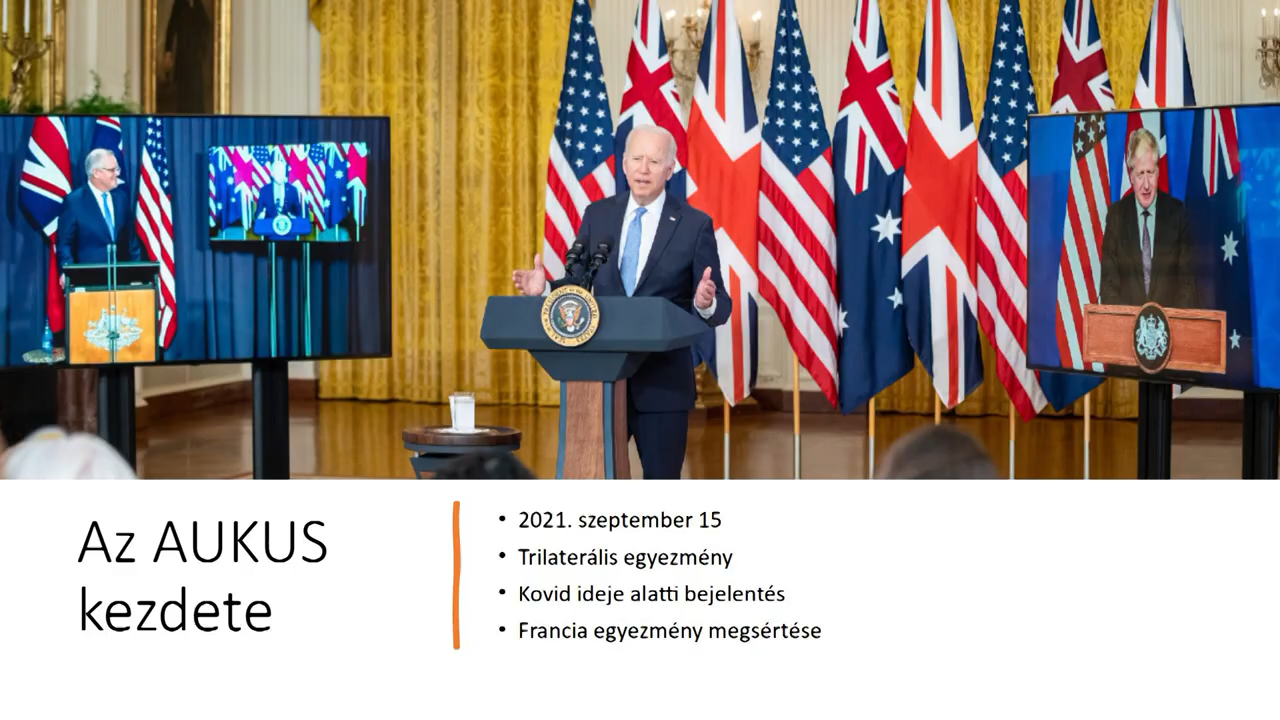 Az AUKUS
kezdete
• 2021. szeptember 15
• Trilaterális egyezmény
• Kovid ideje alatti bejelentés
• Francia egyezmény megsértése